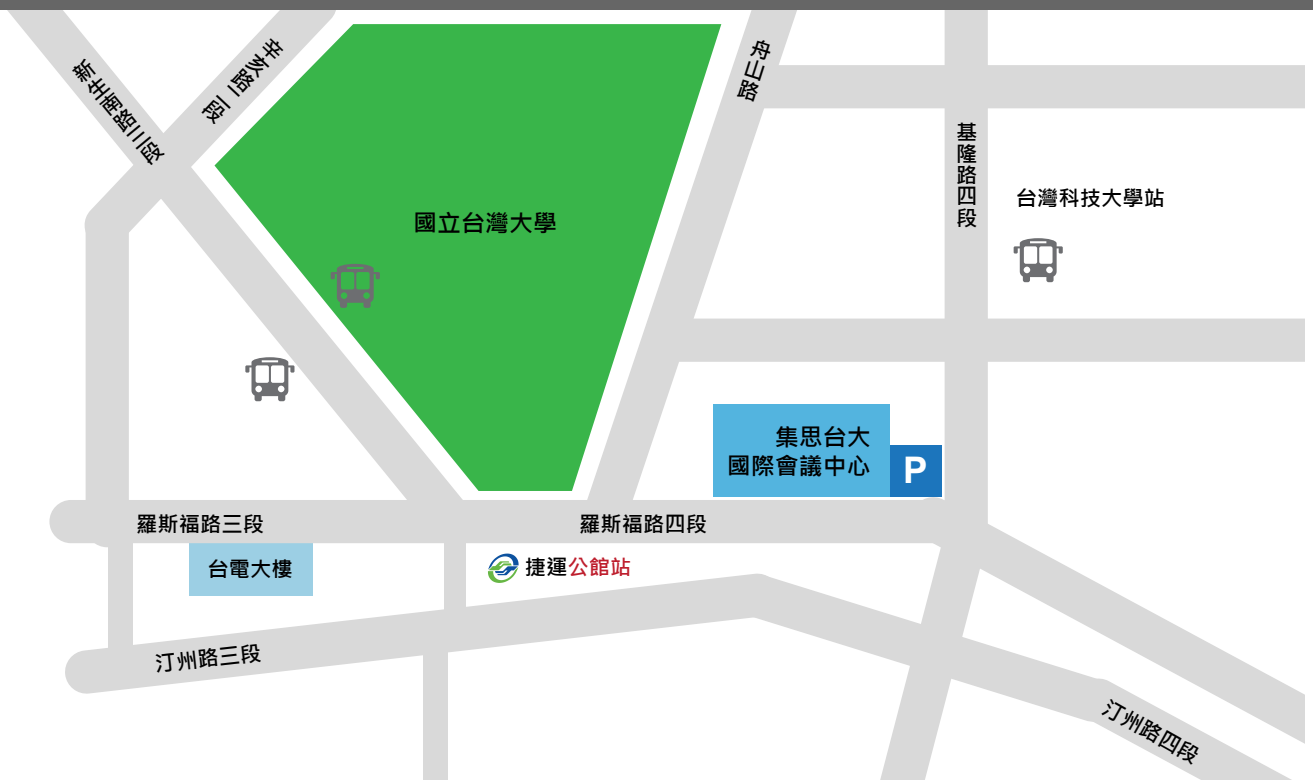 新生南路三段
辛亥路一段
舟山路
基隆路四段
台灣科技大學站
國立台灣大學
集思台大
國際會議中心
P
羅斯福路三段
羅斯福路四段
台電大樓
捷運公館站
汀州路三段
汀州路四段